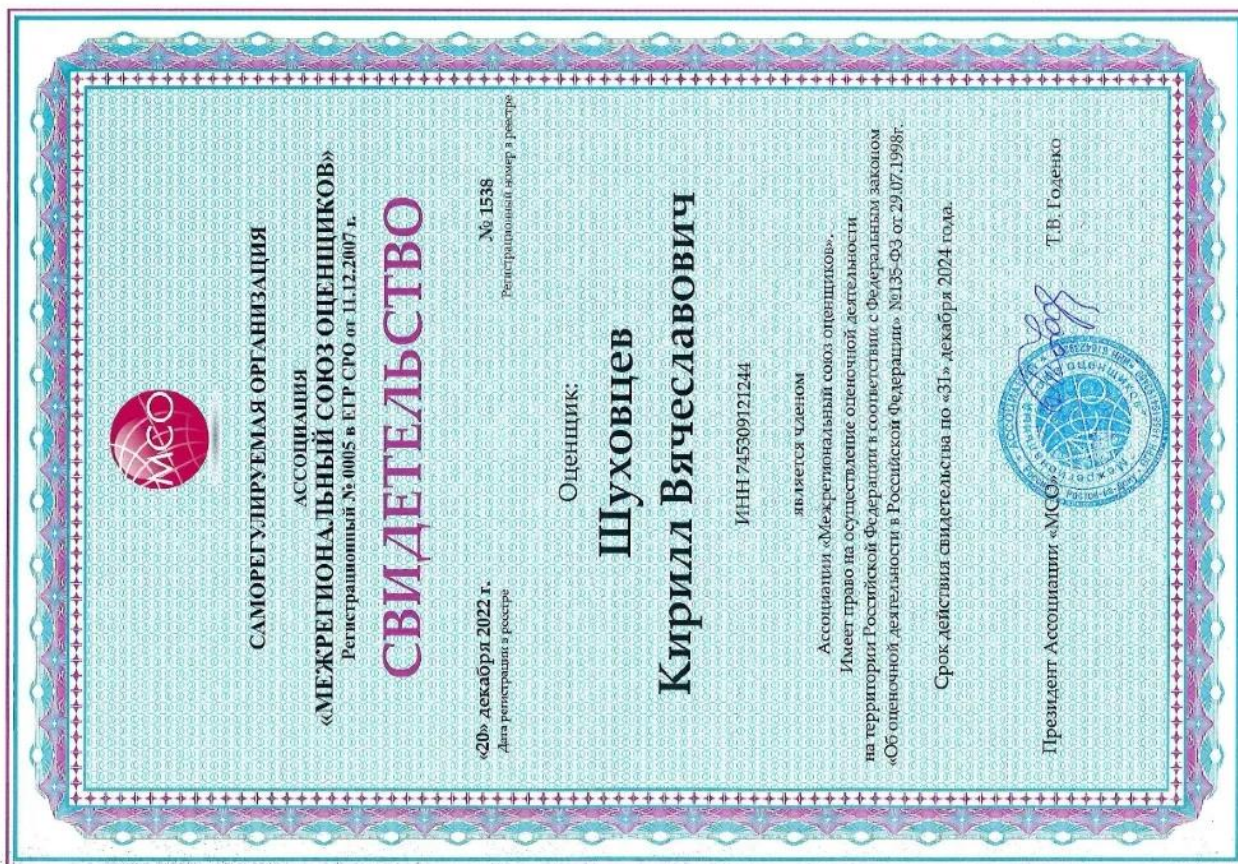 МСО
САМОРЕГУЛИРУЕМАЯ ОРГАНИЗАЦИЯ
АССОЦИАЦИЯ
«МЕЖРЕГИОНАЛЬНЫЙ СОЮЗ ОЦЕНЩИКОВ»
Регистрационный № 0005 в ЕГР СРО от 11.12.2007 г.
СВИДЕТЕЛЬСТВО
«20» декабря 2022 г. № 1538
Дата регистрации в реестре Регистрационный номер в реестре
Оценщик:
Шуховцев
Кирилл Вячеславович
ИНН 745309121244
является членом
Ассоциации «Межрегиональный союз оценщиков».
Имеет право на осуществление оценочной деятельности
на территории Российской Федерации в соответствии с Федеральным законом
«Об оценочной деятельности в Российской Федерации» №135-ФЗ от 29.07.1998г.
Срок действия свидетельства по «31» декабря 2024 года.
Президент Ассоциации «МСО» Т.В. Годенко